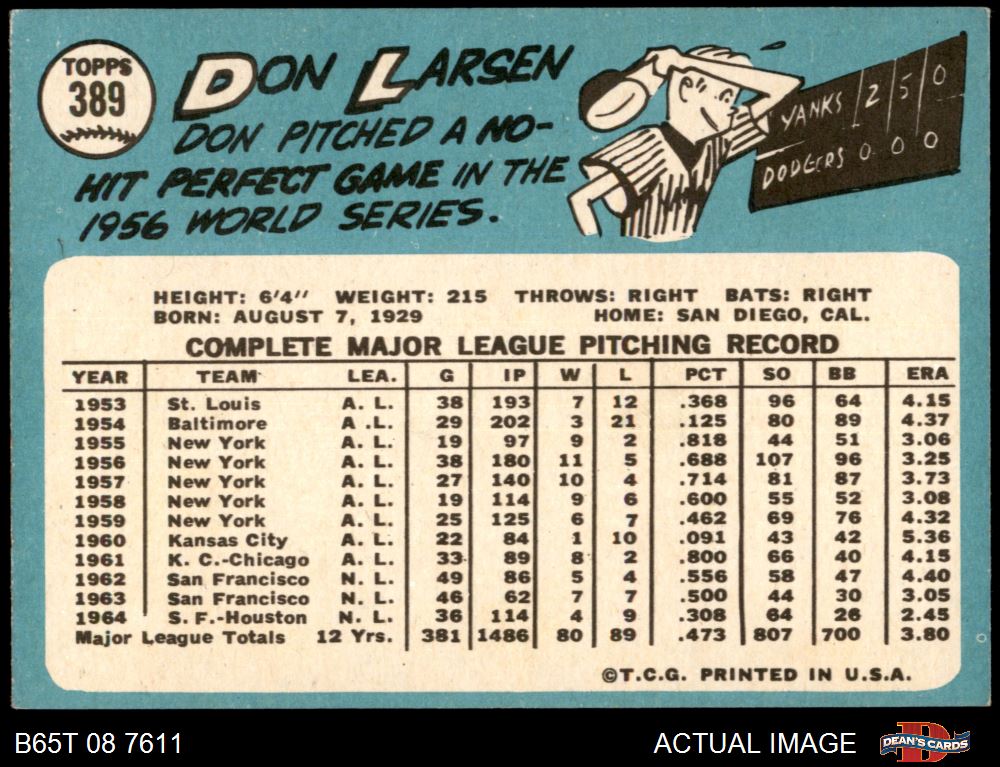 TOPPS
389
DON LARSEN
DON PITCHED A NO-
HIT PERFECT GAME IN THE
1956 WORLD SERIES.
YANKS 2 5 0
DODGERS 0 0 0
HEIGHT: 6'4" WEIGHT: 215 THROWS: RIGHT BATS: RIGHT
BORN: AUGUST 7, 1929 HOME: SAN DIEGO, CAL.
COMPLETE MAJOR LEAGUE PITCHING RECORD
YEAR TEAM LEA. G IP W L PCT SO BB ERA
1953 St. Louis A. L. 38 193 7 12 .368 96 64 4.15
1954 Baltimore A .L. 29 202 3 21 .125 80 89 4.37
1955 New York A. L. 19 97 9 2 .818 44 51 3.06
1956 New York A. L. 38 180 11 5 .688 107 96 3.25
1957 New York A. L. 27 140 10 4 .714 81 87 3.73
1958 New York A. L. 19 114 9 6 .600 55 52 3.08
1959 New York A. L. 25 125 6 7 .462 69 76 4.32
1960 Kansas City A. L. 22 84 1 10 .091 43 42 5.36
1961 K. C.-Chicago A. L. 33 89 8 2 .800 66 40 4.15
1962 San Francisco N. L. 49 86 5 4 .556 58 47 4.40
1963 San Francisco N. L. 46 62 7 7 .500 44 30 3.05
1964 S. F.-Houston N. L. 36 114 4 9 .308 64 26 2.45
Major League Totals 12 Yrs. 381 1486 80 89 .473 807 700 3.80
©T.C.G. PRINTED IN U.S.A.
B65T 08 7611 ACTUAL IMAGE D DEAN'S CARDS